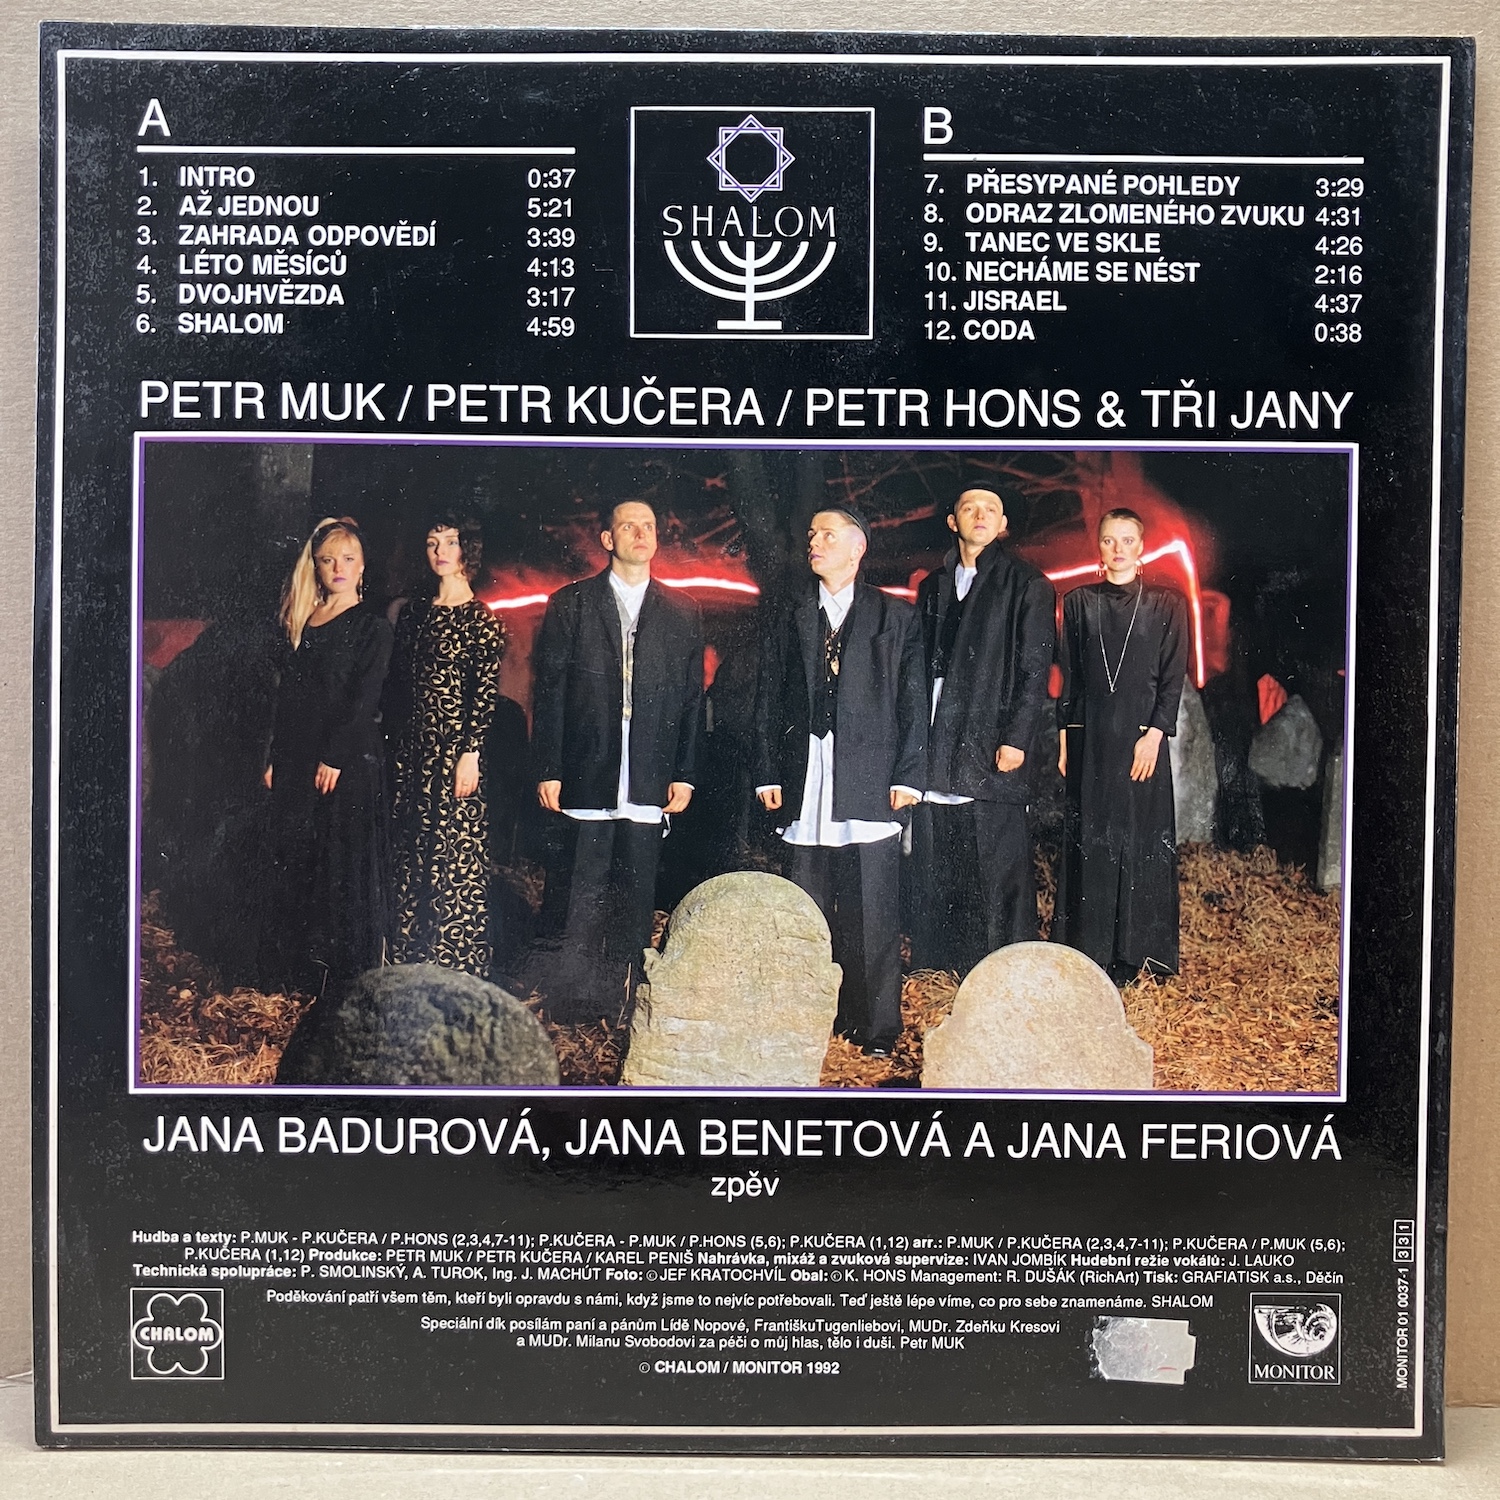 A
1. INTRO 0:37
2. AŽ JEDNOU 5:21
3. ZAHRADA ODPOVĚDÍ 3:39
4. LÉTO MĚSÍCŮ 4:13
5. DVOJHVĚZDA 3:17
6. SHALOM 4:59
SHALOM
B
7. PŘESYPANÉ POHLEDY 3:29
8. ODRAZ ZLOMENÉHO ZVUKU 4:31
9. TANEC VE SKLE 4:26
10. NECHÁME SE NÉST 2:16
11. JISRAEL 4:37
12. CODA 0:38
PETR MUK / PETR KUČERA / PETR HONS & TŘI JANY
JANA BADUROVÁ, JANA BENETOVÁ A JANA FERIOVÁ
zpěv
Hudba a texty: P.MUK - P.KUČERA / P.HONS (2,3,4,7-11); P.KUČERA - P.MUK / P.HONS (5,6); P.KUČERA (1,12) arr.: P.MUK / P.KUČERA (2,3,4,7-11); P.KUČERA / P.MUK (5,6);
P.KUČERA (1,12) Produkce: PETR MUK / PETR KUČERA / KAREL PENIŠ Nahrávka, mixáž a zvuková supervize: IVAN JOMBÍK Hudební režie vokálů: J. LAUKO
Technická spolupráce: P. SMOLINSKÝ, A. TUROK, Ing. J. MACHÚT Foto: © JEF KRATOCHVÍL Obal: © K. HONS Management: R. DUŠÁK (RichArt) Tisk: GRAFIATISK a.s., Děčín
Poděkování patří všem těm, kteří byli opravdu s námi, když jsme to nejvíc potřebovali. Teď ještě lépe víme, co pro sebe znamenáme. SHALOM
Speciální dík posílám paní a pánům Lídě Nopové, FrantiškuTugenliebovi, MUDr. Zdeňku Kresovi
a MUDr. Milanu Svobodovi za péči o můj hlas, tělo i duši. Petr MUK
© CHALOM / MONITOR 1992
CHALOM
MONITOR
MONITOR 01 0037-1 331